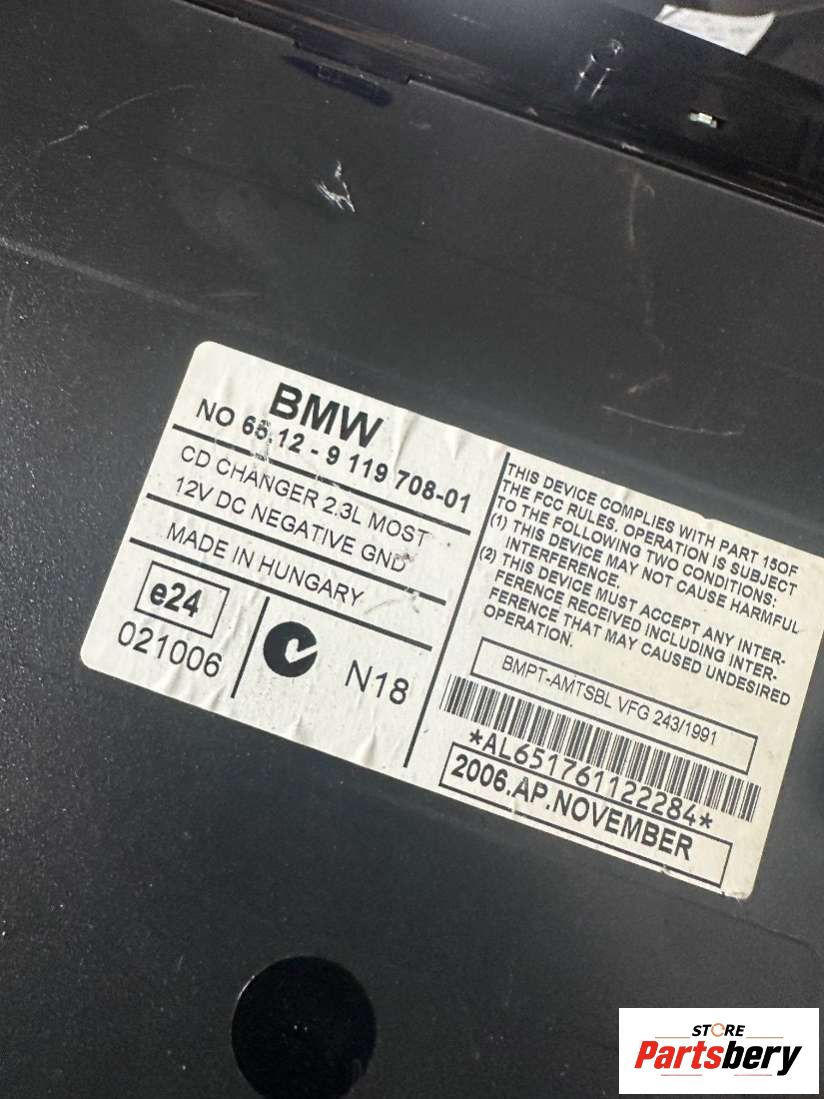 BMW
NO 65.12 - 9 119 708-01
CD CHANGER 2.3L MOST
12V DC NEGATIVE GND
MADE IN HUNGARY
e24
021006
N18
THIS DEVICE COMPLIES WITH PART 15OF
THE FCC RULES. OPERATION IS SUBJECT
TO THE FOLLOWING TWO CONDITIONS:
(1) THIS DEVICE MAY NOT CAUSE HARMFUL
INTERFERENCE.
(2) THIS DEVICE MUST ACCEPT ANY INTER-
FERENCE RECEIVED INCLUDING INTER-
FERENCE THAT MAY CAUSED UNDESIRED
OPERATION.
BMPT-AMTSBL VFG 243/1991
*AL651761122284*
2006.AP.NOVEMBER
STORE
Partsbery